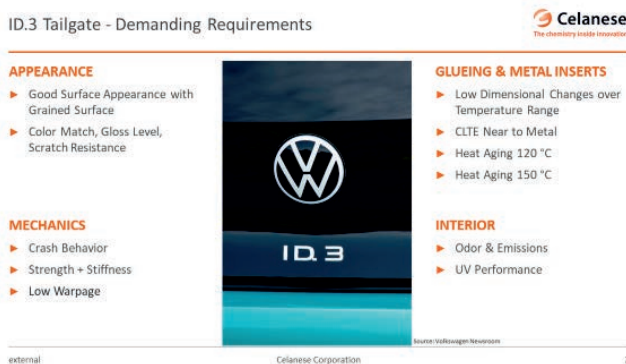 ID.3 Tailgate - Demanding Requirements
Celanese
The chemistry inside innovation
APPEARANCE
► Good Surface Appearance with
Grained Surface
► Color Match, Gloss Level,
Scratch Resistance
MECHANICS
► Crash Behavior
► Strength + Stiffness
► Low Warpage
ID.3
GLUEING & METAL INSERTS
► Low Dimensional Changes over
Temperature Range
► CLTE Near to Metal
► Heat Aging 120 °C
► Heat Aging 150 °C
INTERIOR
► Odor & Emissions
► UV Performance
Source: Volkswagen Newsroom
external
Celanese Corporation